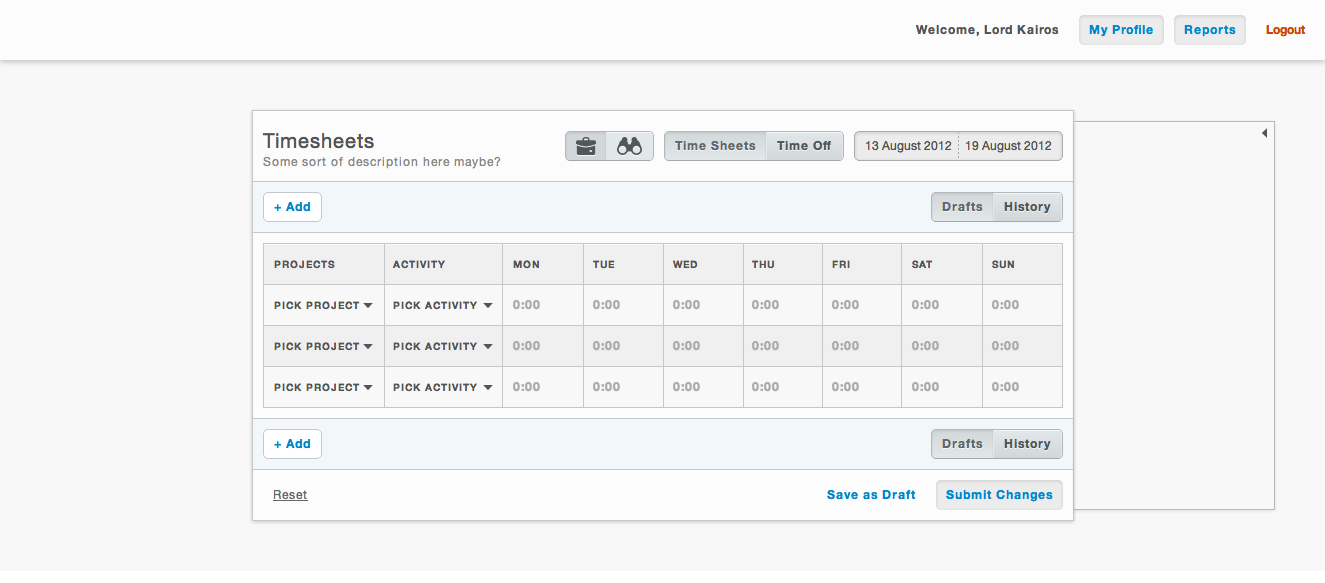 Welcome, Lord Kairos My Profile Reports Logout
Timesheets
Some sort of description here maybe?
Time Sheets Time Off 13 August 2012 19 August 2012
+ Add Drafts History
PROJECTS ACTIVITY MON TUE WED THU FRI SAT SUN
PICK PROJECT PICK ACTIVITY 0:00 0:00 0:00 0:00 0:00 0:00 0:00
PICK PROJECT PICK ACTIVITY 0:00 0:00 0:00 0:00 0:00 0:00 0:00
PICK PROJECT PICK ACTIVITY 0:00 0:00 0:00 0:00 0:00 0:00 0:00
+ Add Drafts History
Reset Save as Draft Submit Changes